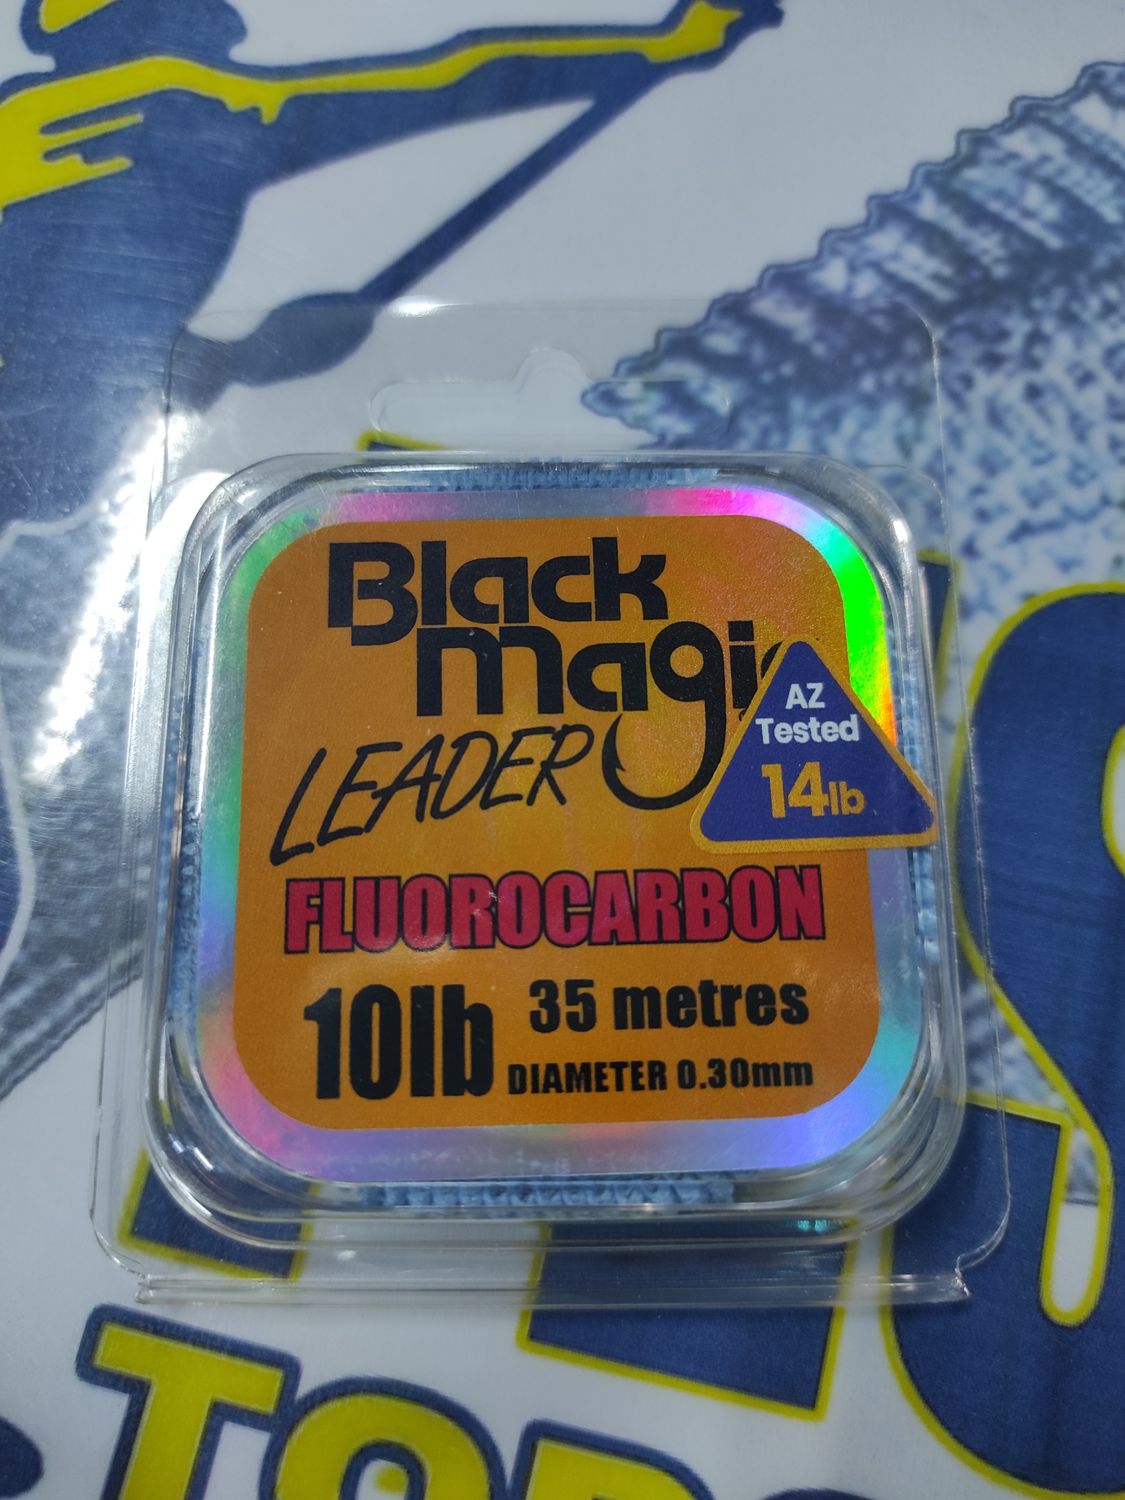 Black
magic
LEADER
AZ
Tested
14lb
FLUOROCARBON
10lb
35 metres
DIAMETER 0.30mm